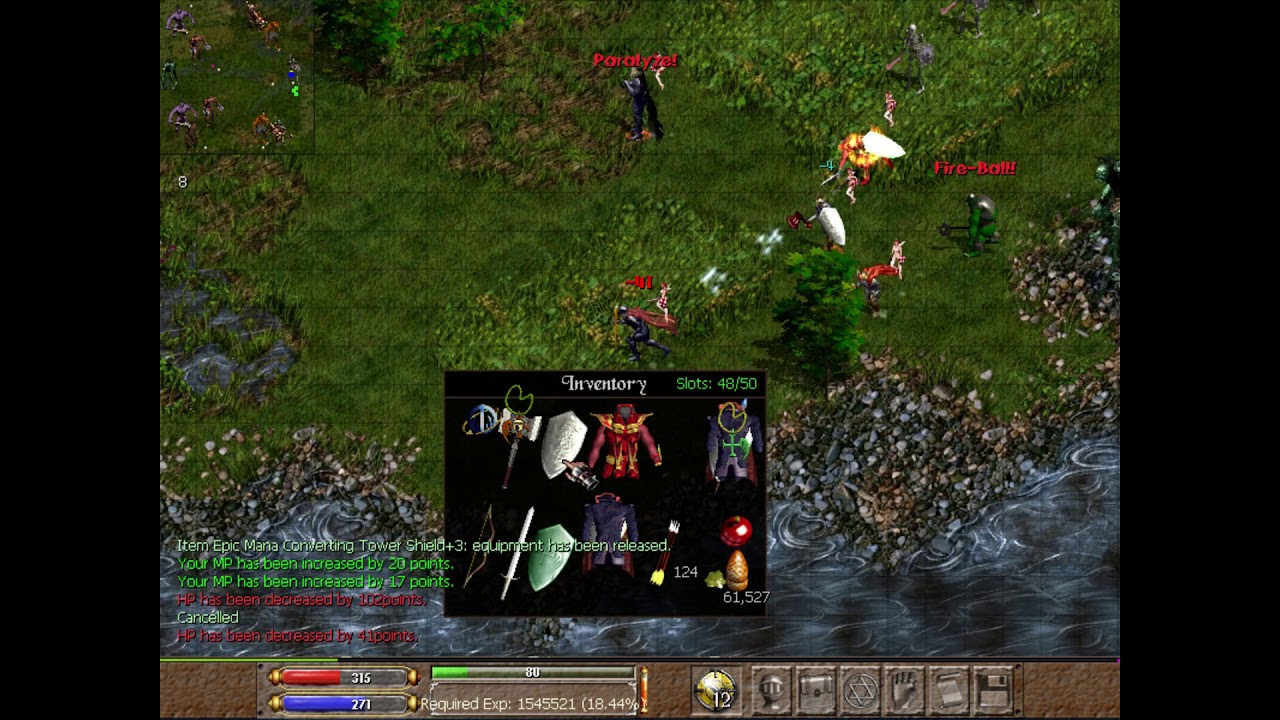 Paralyze!
8
-4
Fire-Ball!
-41
Inventory
Slots: 48/50
124
61,527
Item Epic Mana Converting Tower Shield+3: equipment has been released.
Your MP has been increased by 20 points.
Your MP has been increased by 17 points.
HP has been decreased by 102points.
Cancelled
HP has been decreased by 41points.
315
80
12
271
Required Exp: 1545521 (18.44%